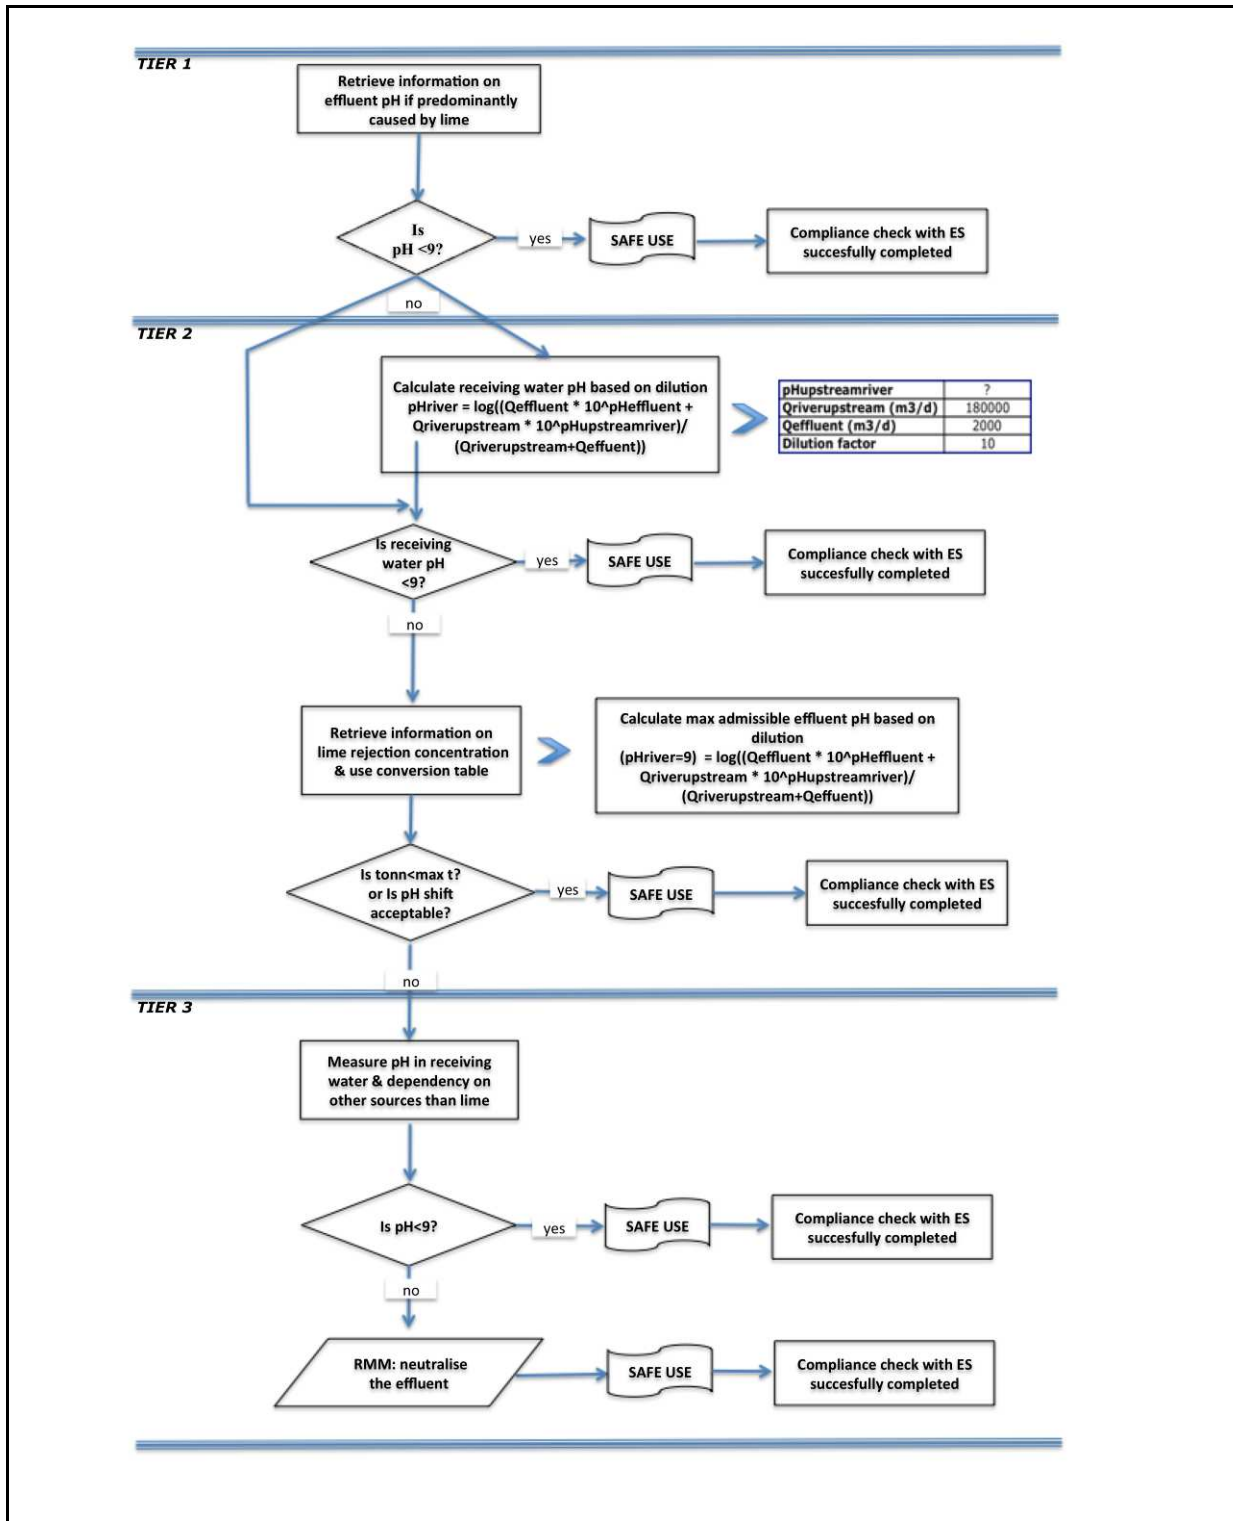 TIER 1
Retrieve information on
effluent pH if predominantly
caused by lime
Is
pH <9?
yes
SAFE USE
Compliance check with ES
succesfully completed
no
TIER 2
Calculate receiving water pH based on dilution
pHriver = log((Qeffluent * 10^pHeffluent +
Qriverupstream * 10^pHupstreamriver)/
(Qriverupstream+Qeffuent))
pHupstreamriver ?
Qriverupstream (m3/d) 180000
Qeffluent (m3/d) 2000
Dilution factor 10
Is receiving
water pH
<9?
yes
SAFE USE
Compliance check with ES
succesfully completed
no
Retrieve information on
lime rejection concentration
& use conversion table
Calculate max admissible effluent pH based on
dilution
(pHriver=9) = log((Qeffluent * 10^pHeffluent +
Qriverupstream * 10^pHupstreamriver)/
(Qriverupstream+Qeffuent))
Is tonn<max t?
or Is pH shift
acceptable?
yes
SAFE USE
Compliance check with ES
succesfully completed
no
TIER 3
Measure pH in receiving
water & dependency on
other sources than lime
Is pH<9?
yes
SAFE USE
Compliance check with ES
succesfully completed
no
RMM: neutralise
the effluent
SAFE USE
Compliance check with ES
succesfully completed